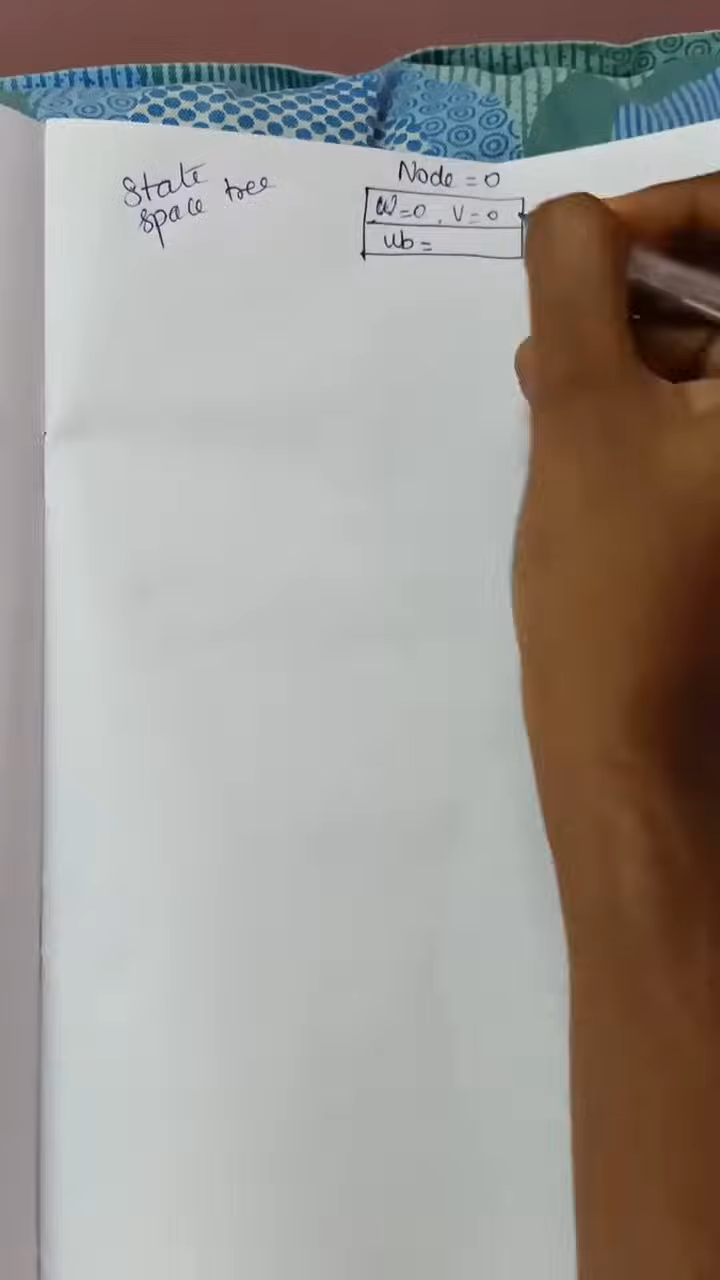 State
space tree
Node = 0
W=0, V=0
ub=